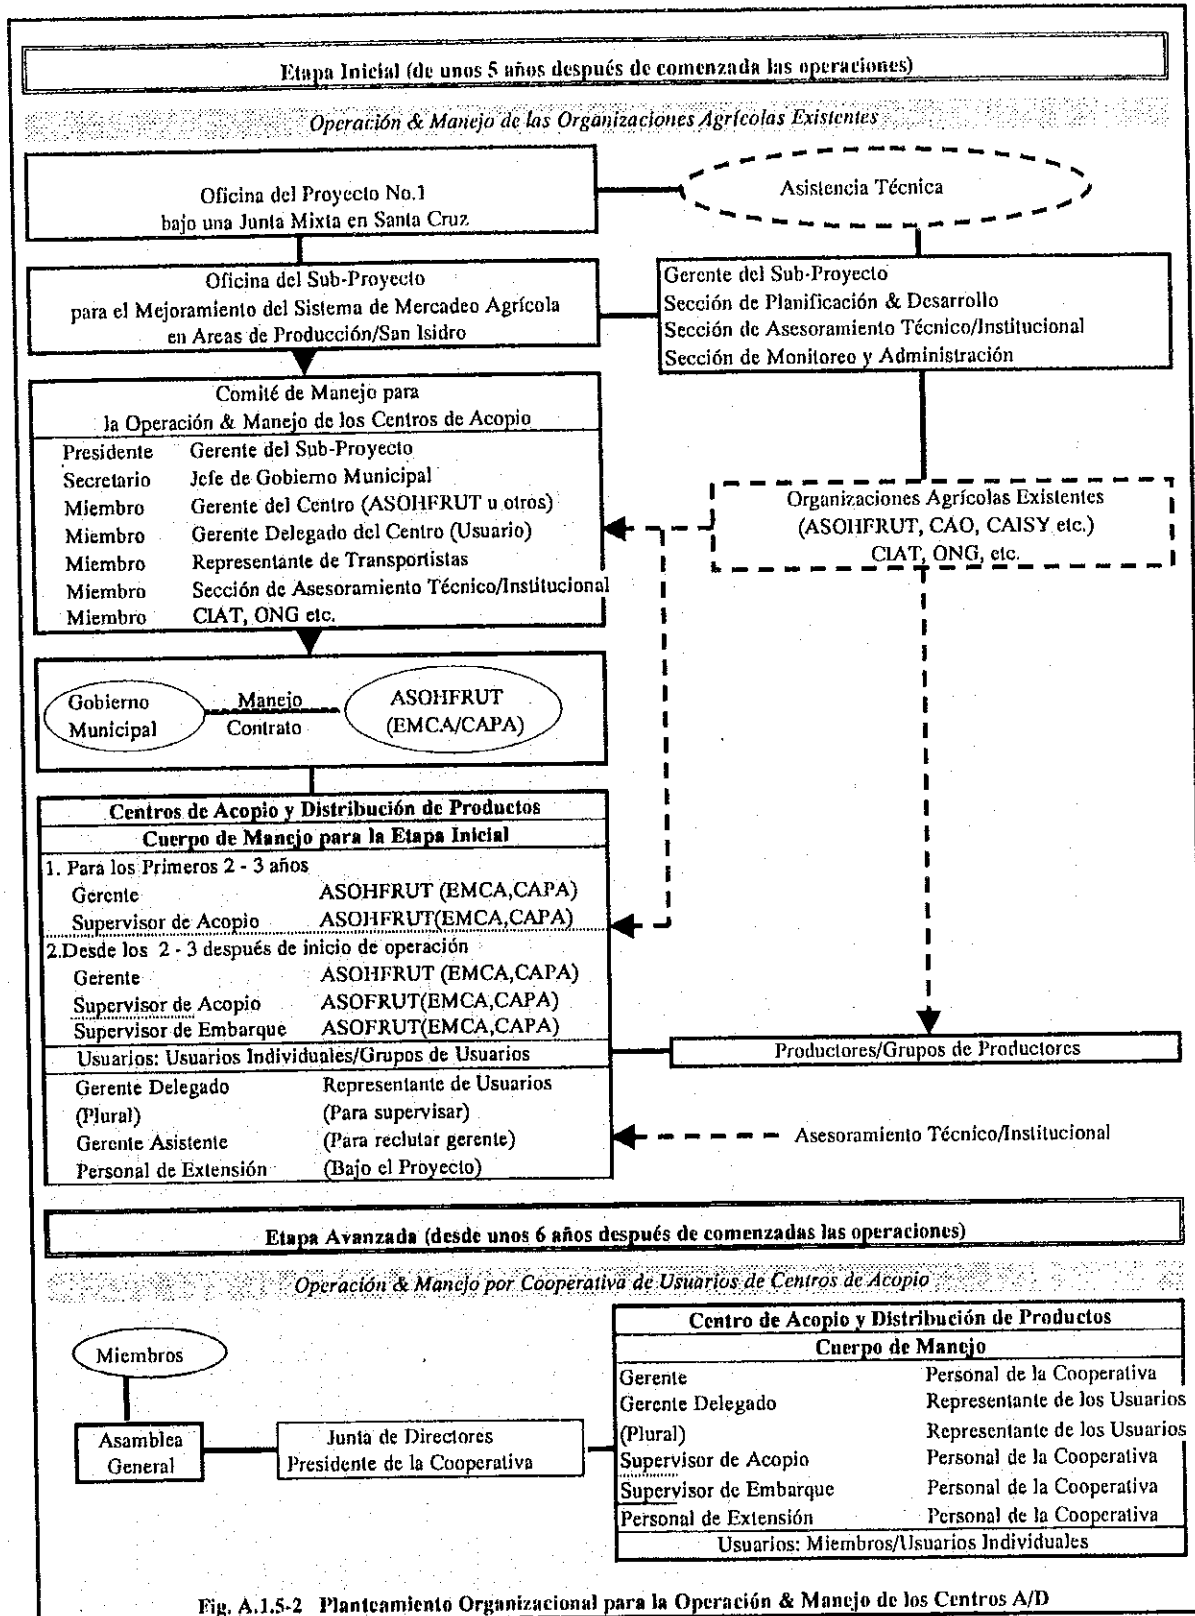 Etapa Inicial (de unos 5 años después de comenzada las operaciones)
Operación & Manejo de las Organizaciones Agrícolas Existentes
Oficina del Proyecto No.1
bajo una Junta Mixta en Santa Cruz
Asistencia Técnica
Oficina del Sub-Proyecto
para el Mejoramiento del Sistema de Mercadeo Agrícola
en Areas de Producción/San Isidro
Gerente del Sub-Proyecto
Sección de Planificación & Desarrollo
Sección de Asesoramiento Técnico/Institucional
Sección de Monitoreo y Administración
Comité de Manejo para
la Operación & Manejo de los Centros de Acopio
Presidente Gerente del Sub-Proyecto
Secretario Jefe de Gobierno Municipal
Miembro Gerente del Centro (ASOHFRUT u otros)
Miembro Gerente Delegado del Centro (Usuario)
Miembro Representante de Transportistas
Miembro Sección de Asesoramiento Técnico/Institucional
Miembro CIAT, ONG etc.
Organizaciones Agrícolas Existentes
(ASOHFRUT, CAO, CAISY etc.)
CIAT, ONG, etc.
Gobierno
Municipal
Manejo
Contrato
ASOHFRUT
(EMCA/CAPA)
Centros de Acopio y Distribución de Productos
Cuerpo de Manejo para la Etapa Inicial
1. Para los Primeros 2 - 3 años
Gerente ASOHFRUT (EMCA,CAPA)
Supervisor de Acopio ASOHFRUT(EMCA,CAPA)
2.Desde los 2 - 3 después de inicio de operación
Gerente ASOHFRUT (EMCA,CAPA)
Supervisor de Acopio ASOFRUT(EMCA,CAPA)
Supervisor de Embarque ASOFRUT(EMCA,CAPA)
Usuarios: Usuarios Individuales/Grupos de Usuarios
Productores/Grupos de Productores
Gerente Delegado Representante de Usuarios
(Plural) (Para supervisar)
Gerente Asistente (Para reclutar gerente)
Personal de Extensión (Bajo el Proyecto)
Asesoramiento Técnico/Institucional
Etapa Avanzada (desde unos 6 años después de comenzadas las operaciones)
Operación & Manejo por Cooperativa de Usuarios de Centros de Acopio
Miembros
Asamblea
General
Junta de Directores
Presidente de la Cooperativa
Centro de Acopio y Distribución de Productos
Cuerpo de Manejo
Gerente Personal de la Cooperativa
Gerente Delegado Representante de los Usuarios
(Plural) Representante de los Usuarios
Supervisor de Acopio Personal de la Cooperativa
Supervisor de Embarque Personal de la Cooperativa
Personal de Extensión Personal de la Cooperativa
Usuarios: Miembros/Usuarios Individuales
Fig. A.1.5-2 Planteamiento Organizacional para la Operación & Manejo de los Centros A/D